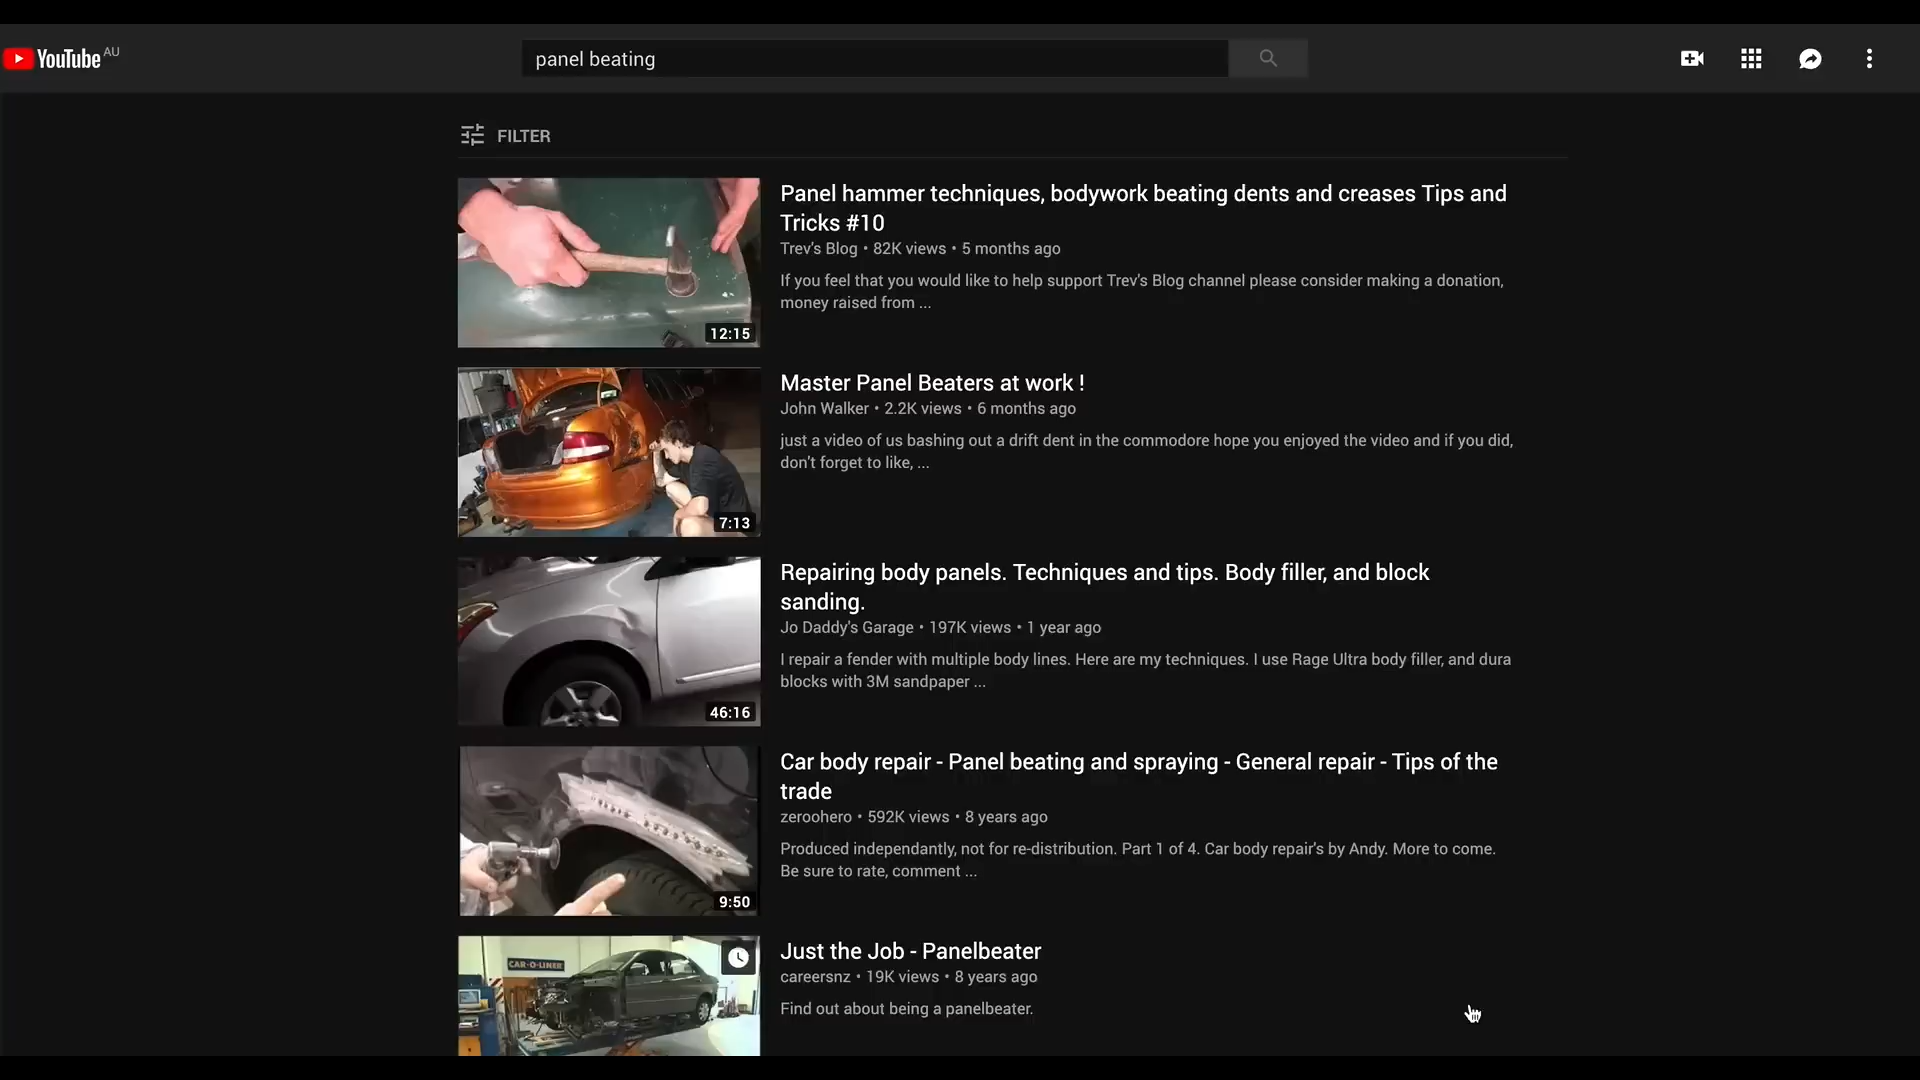 YouTube AU
panel beating
FILTER
Panel hammer techniques, bodywork beating dents and creases Tips and
Tricks #10
Trev's Blog • 82K views • 5 months ago
If you feel that you would like to help support Trev's Blog channel please consider making a donation,
money raised from ...
12:15
Master Panel Beaters at work !
John Walker • 2.2K views • 6 months ago
just a video of us bashing out a drift dent in the commodore hope you enjoyed the video and if you did,
don't forget to like, ...
7:13
Repairing body panels. Techniques and tips. Body filler, and block
sanding.
Jo Daddy's Garage • 197K views • 1 year ago
I repair a fender with multiple body lines. Here are my techniques. I use Rage Ultra body filler, and dura
blocks with 3M sandpaper ...
46:16
Car body repair - Panel beating and spraying - General repair - Tips of the
trade
zeroohero • 592K views • 8 years ago
Produced independantly, not for re-distribution. Part 1 of 4. Car body repair's by Andy. More to come.
Be sure to rate, comment ...
9:50
CAR-O-LINER
Just the Job - Panelbeater
careersnz • 19K views • 8 years ago
Find out about being a panelbeater.